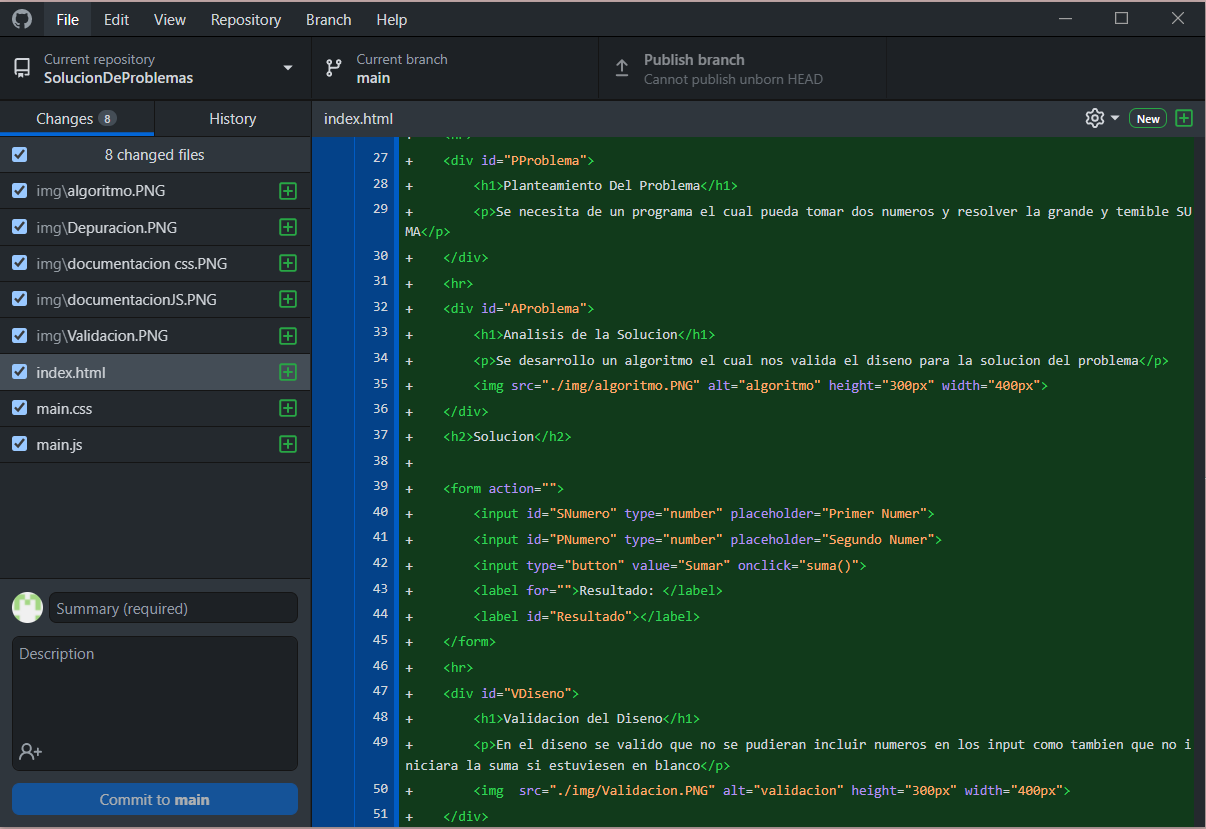 File Edit View Repository Branch Help
Current repository
SolucionDeProblemas
Current branch
main
Publish branch
Cannot publish unborn HEAD
Changes 8 History
index.html
New
8 changed files
img\algoritmo.PNG
img\Depuracion.PNG
img\documentacion css.PNG
img\documentacionJS.PNG
img\Validacion.PNG
index.html
main.css
main.js
Summary (required)
Description
Commit to main
27 + <div id="PProblema">
28 + <h1>Planteamiento Del Problema</h1>
29 + <p>Se necesita de un programa el cual pueda tomar dos numeros y resolver la grande y temible SU
MA</p>
30 + </div>
31 + <hr>
32 + <div id="AProblema">
33 + <h1>Analisis de la Solucion</h1>
34 + <p>Se desarrollo un algoritmo el cual nos valida el diseno para la solucion del problema</p>
35 + <img src="./img/algoritmo.PNG" alt="algoritmo" height="300px" width="400px">
36 + </div>
37 + <h2>Solucion</h2>
38 +
39 + <form action="">
40 + <input id="SNumero" type="number" placeholder="Primer Numer">
41 + <input id="PNumero" type="number" placeholder="Segundo Numer">
42 + <input type="button" value="Sumar" onclick="suma()">
43 + <label for="">Resultado: </label>
44 + <label id="Resultado"></label>
45 + </form>
46 + <hr>
47 + <div id="VDiseno">
48 + <h1>Validacion del Diseno</h1>
49 + <p>En el diseno se valido que no se pudieran incluir numeros en los input como tambien que no i
niciara la suma si estuviesen en blanco</p>
50 + <img  src="./img/Validacion.PNG" alt="validacion" height="300px" width="400px">
51 + </div>